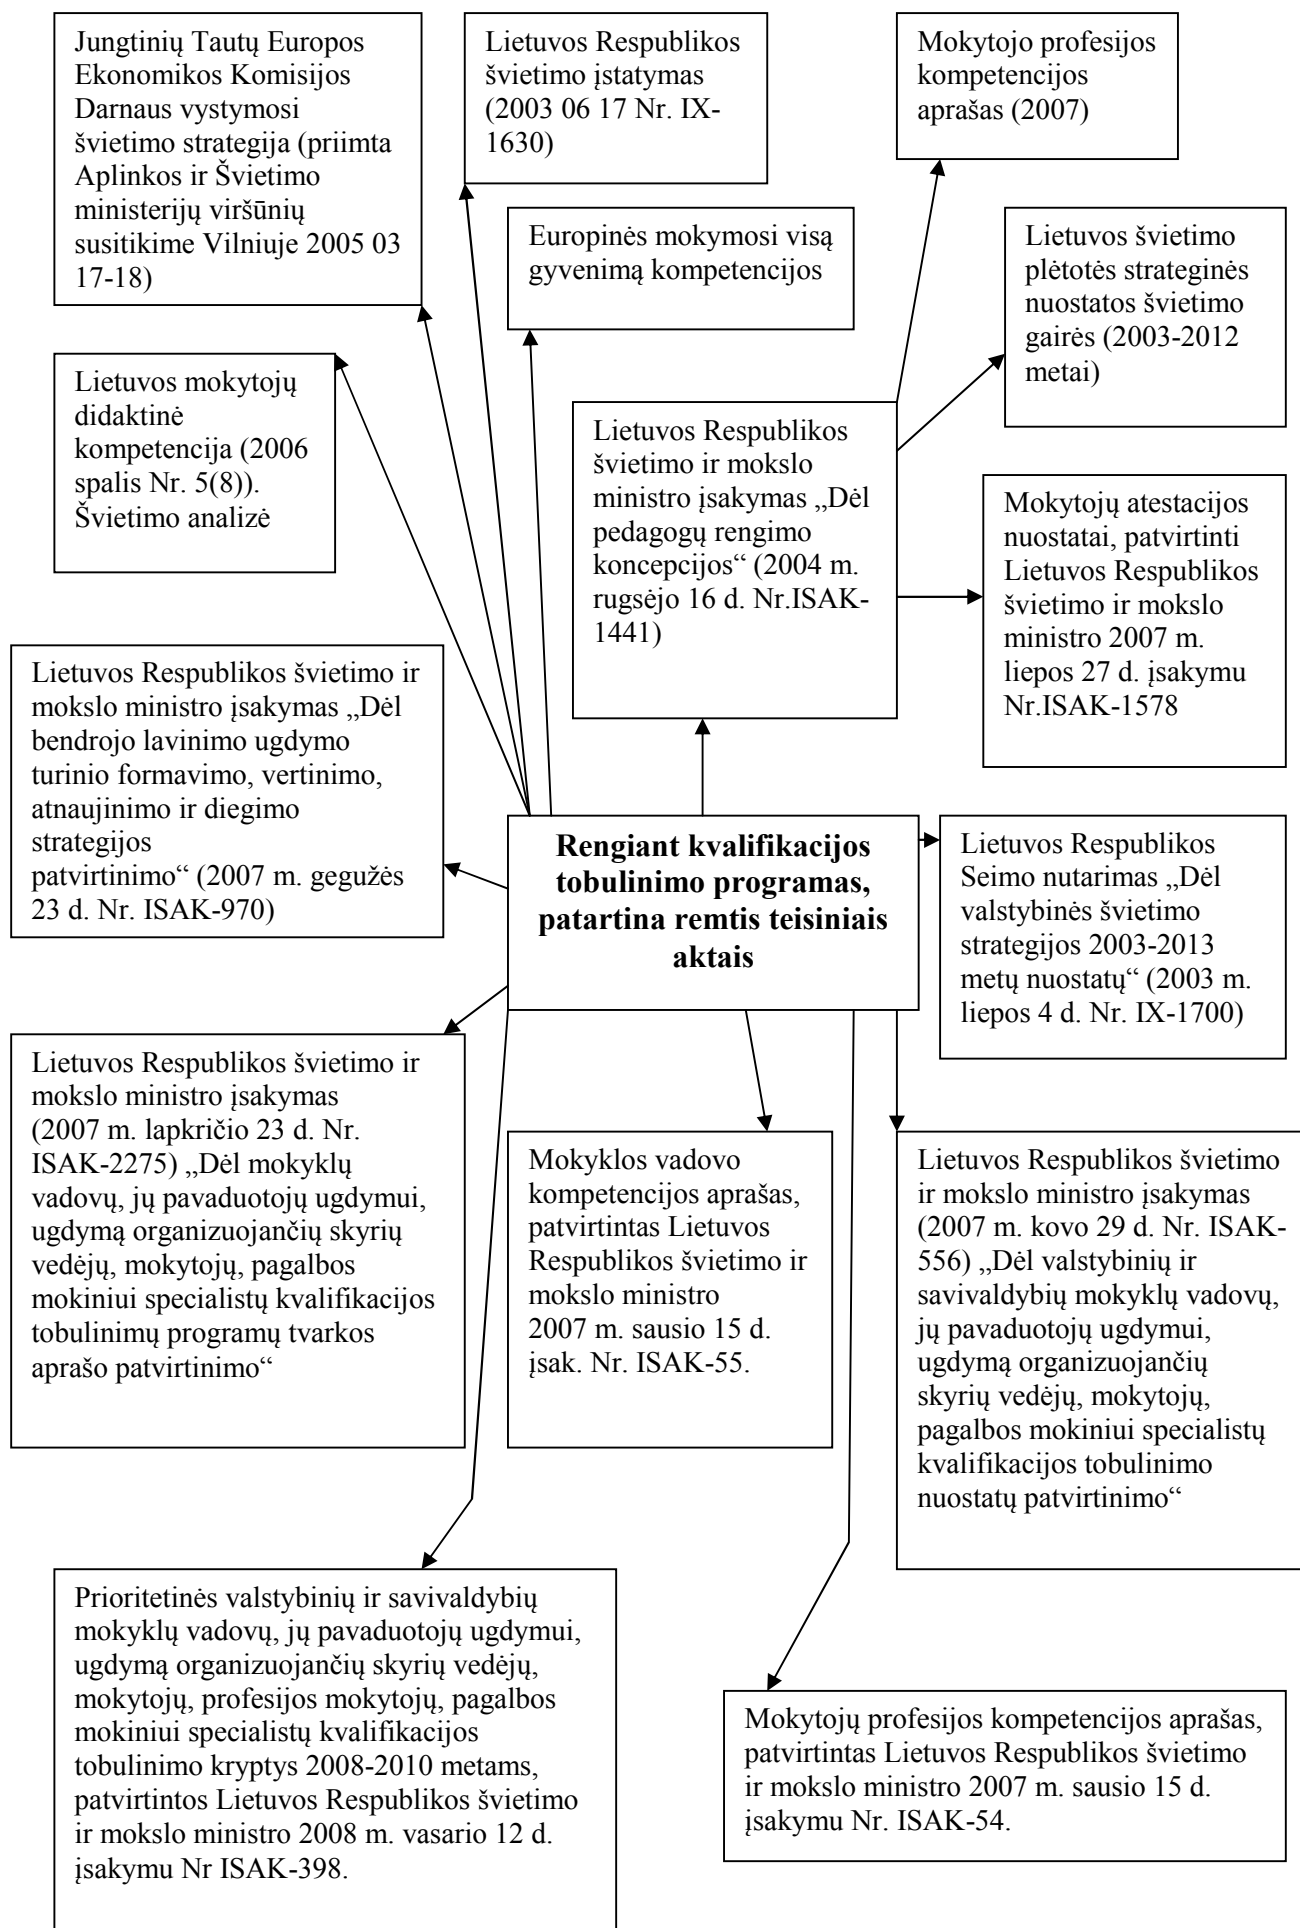 Jungtinių Tautų Europos
Ekonomikos Komisijos
Darnaus vystymosi
švietimo strategija (priimta
Aplinkos ir Švietimo
ministerijų viršūnių
susitikime Vilniuje 2005 03
17-18)
Lietuvos Respublikos
švietimo įstatymas
(2003 06 17 Nr. IX-
1630)
Mokytojo profesijos
kompetencijos
aprašas (2007)
Europinės mokymosi visą
gyvenimą kompetencijos
Lietuvos švietimo
plėtotės strateginės
nuostatos švietimo
gairės (2003-2012
metai)
Lietuvos mokytojų
didaktinė
kompetencija (2006
spalis Nr. 5(8)).
Švietimo analizė
Lietuvos Respublikos
švietimo ir mokslo
ministro įsakymas „Dėl
pedagogų rengimo
koncepcijos“ (2004 m.
rugsėjo 16 d. Nr.ISAK-
1441)
Mokytojų atestacijos
nuostatai, patvirtinti
Lietuvos Respublikos
švietimo ir mokslo
ministro 2007 m.
liepos 27 d. įsakymu
Nr.ISAK-1578
Lietuvos Respublikos švietimo ir
mokslo ministro įsakymas „Dėl
bendrojo lavinimo ugdymo
turinio formavimo, vertinimo,
atnaujinimo ir diegimo
strategijos
patvirtinimo“ (2007 m. gegužės
23 d. Nr. ISAK-970)
Rengiant kvalifikacijos
tobulinimo programas,
patartina remtis teisiniais
aktais
Lietuvos Respublikos
Seimo nutarimas „Dėl
valstybinės švietimo
strategijos 2003-2013
metų nuostatų“ (2003 m.
liepos 4 d. Nr. IX-1700)
Lietuvos Respublikos švietimo ir
mokslo ministro įsakymas
(2007 m. lapkričio 23 d. Nr.
ISAK-2275) „Dėl mokyklų
vadovų, jų pavaduotojų ugdymui,
ugdymą organizuojančių skyrių
vedėjų, mokytojų, pagalbos
mokiniui specialistų kvalifikacijos
tobulinimų programų tvarkos
aprašo patvirtinimo“
Mokyklos vadovo
kompetencijos aprašas,
patvirtintas Lietuvos
Respublikos švietimo ir
mokslo ministro
2007 m. sausio 15 d.
įsak. Nr. ISAK-55.
Lietuvos Respublikos švietimo
ir mokslo ministro įsakymas
(2007 m. kovo 29 d. Nr. ISAK-
556) „Dėl valstybinių ir
savivaldybių mokyklų vadovų,
jų pavaduotojų ugdymui,
ugdymą organizuojančių
skyrių vedėjų, mokytojų,
pagalbos mokiniui specialistų
kvalifikacijos tobulinimo
nuostatų patvirtinimo“
Prioritetinės valstybinių ir savivaldybių
mokyklų vadovų, jų pavaduotojų ugdymui,
ugdymą organizuojančių skyrių vedėjų,
mokytojų, profesijos mokytojų, pagalbos
mokiniui specialistų kvalifikacijos
tobulinimo kryptys 2008-2010 metams,
patvirtintos Lietuvos Respublikos švietimo
ir mokslo ministro 2008 m. vasario 12 d.
įsakymu Nr ISAK-398.
Mokytojų profesijos kompetencijos aprašas,
patvirtintas Lietuvos Respublikos švietimo
ir mokslo ministro 2007 m. sausio 15 d.
įsakymu Nr. ISAK-54.